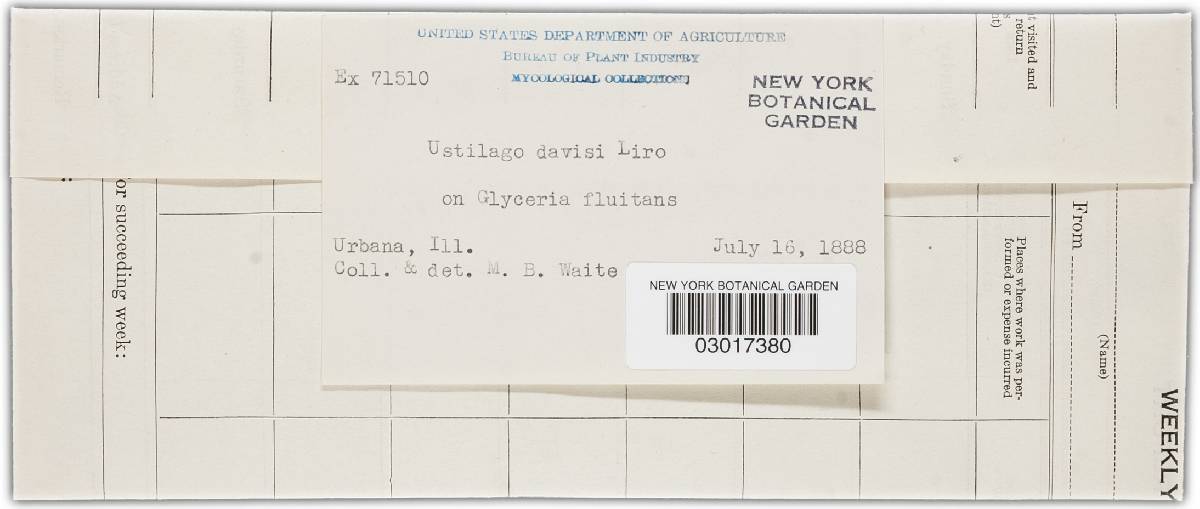 UNITED STATES DEPARTMENT OF AGRICULTURE
BUREAU OF PLANT INDUSTRY
MYCOLOGICAL COLLECTIONS
Ex 71510
NEW YORK
BOTANICAL
GARDEN
Ustilago davisi Liro
on Glyceria fluitans
Urbana, Ill.
July 16, 1888
Coll. & det. M. B. Waite
NEW YORK BOTANICAL GARDEN
03017380
or succeeding week:
visited and
return
Places where work was per-
formed or expense incurred
From
(Name)
WEEKLY